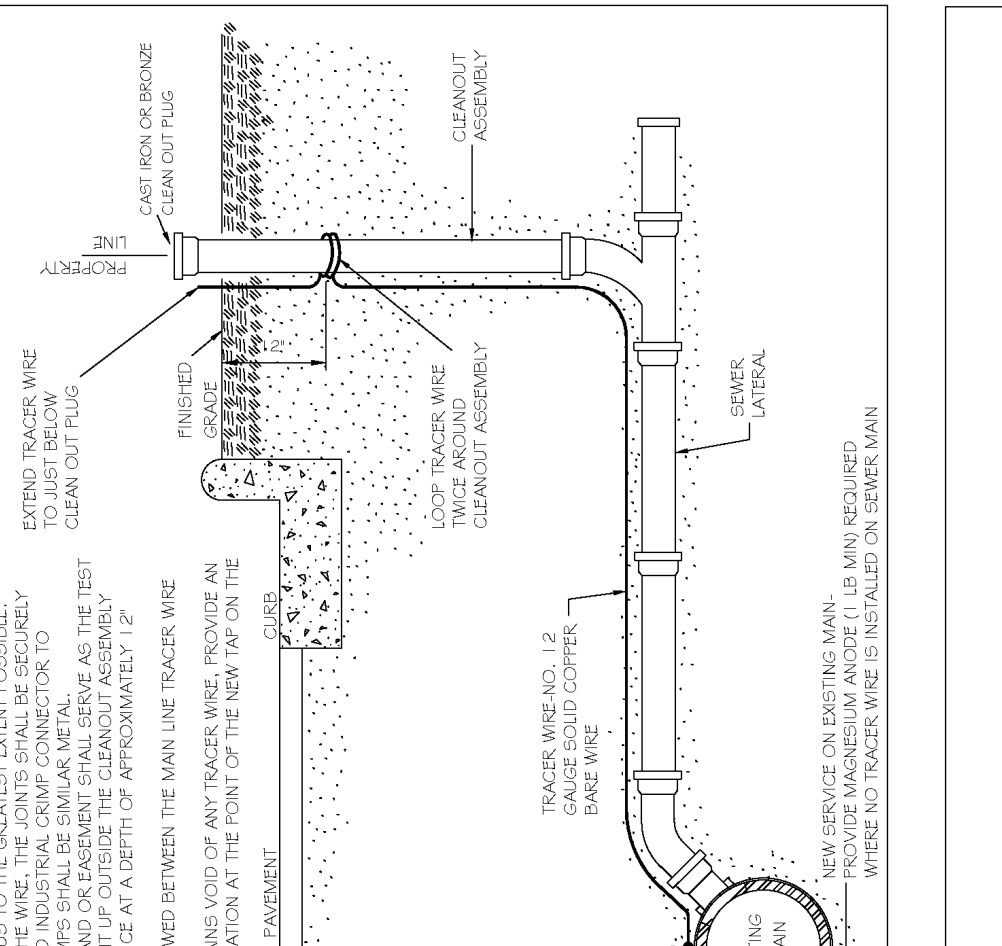 CAST IRON OR BRONZE
CLEAN OUT PLUG
PROPERTY
LINE
CLEANOUT
ASSEMBLY
EXTEND TRACER WIRE
TO JUST BELOW
CLEAN OUT PLUG
FINISHED
GRADE
12"
LOOP TRACER WIRE
TWICE AROUND
CLEANOUT ASSEMBLY
SEWER
LATERAL
TO THE GREATEST EXTENT POSSIBLE.
HE WIRE, THE JOINTS SHALL BE SECURELY
D INDUSTRIAL CRIMP CONNECTOR TO
MPS SHALL BE SIMILAR METAL.
AND OR EASEMENT SHALL SERVE AS THE TEST
T UP OUTSIDE THE CLEANOUT ASSEMBLY
CE AT A DEPTH OF APPROXIMATELY 12"
WED BETWEEN THE MAIN LINE TRACER WIRE
NS VOID OF ANY TRACER WIRE, PROVIDE AN
ATION AT THE POINT OF THE NEW TAP ON THE
CURB
PAVEMENT
TRACER WIRE-NO. 12
GAUGE SOLID COPPER
BARE WIRE
NEW SERVICE ON EXISTING MAIN-
PROVIDE MAGNESIUM ANODE (1 LB MIN) REQUIRED
WHERE NO TRACER WIRE IS INSTALLED ON SEWER MAIN
TING
AIN